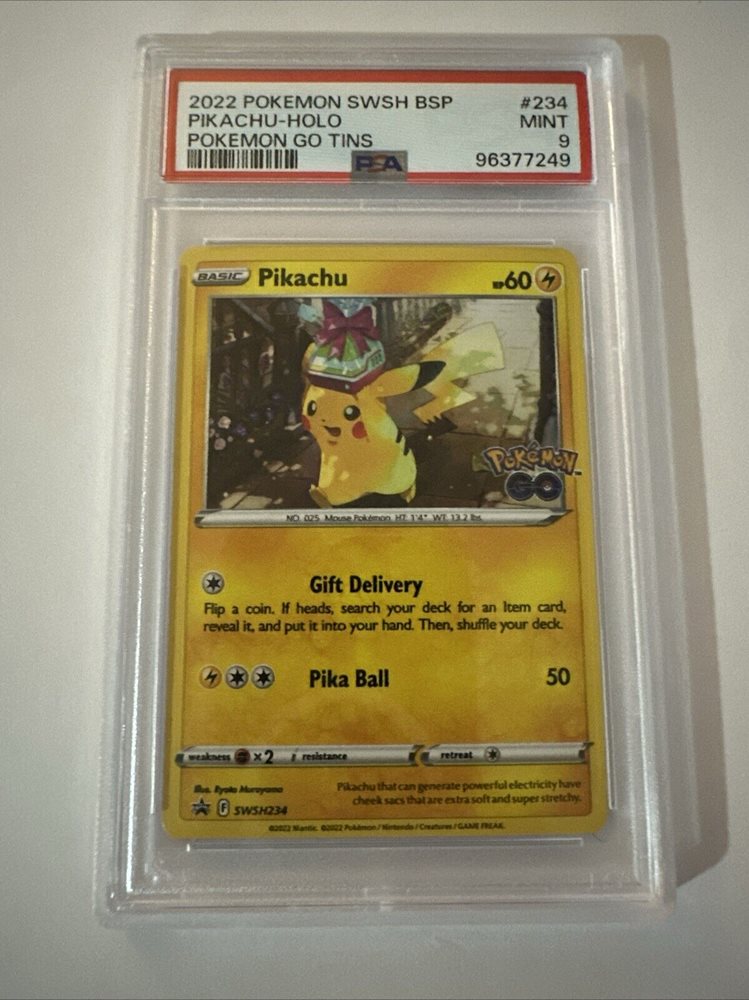 2022 POKEMON SWSH BSP #234
PIKACHU-HOLO MINT
POKEMON GO TINS 9
PSA 96377249
BASIC Pikachu HP60
POKéMON
GO
NO. 025 Mouse Pokémon HT: 1'4" WT: 13.2 lbs.
Gift Delivery
Flip a coin. If heads, search your deck for an Item card,
reveal it, and put it into your hand. Then, shuffle your deck.
Pika Ball 50
weakness ×2 resistance retreat
Illus. Kyoko Murayama
Pikachu that can generate powerful electricity have
cheek sacs that are extra soft and super stretchy.
F SWSH234
©2022 Niantic. ©2022 Pokémon / Nintendo / Creatures / GAME FREAK.